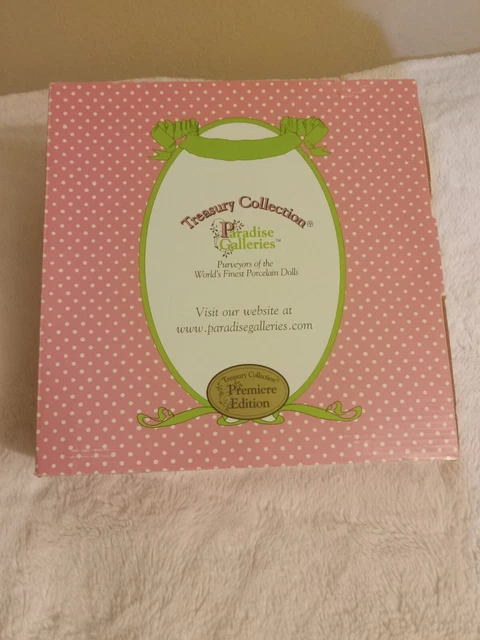 Treasury Collection®
Paradise
Galleries™
Purveyors of the
World's Finest Porcelain Dolls
Visit our website at
www.paradisegalleries.com
Treasury Collection™
Premiere
Edition